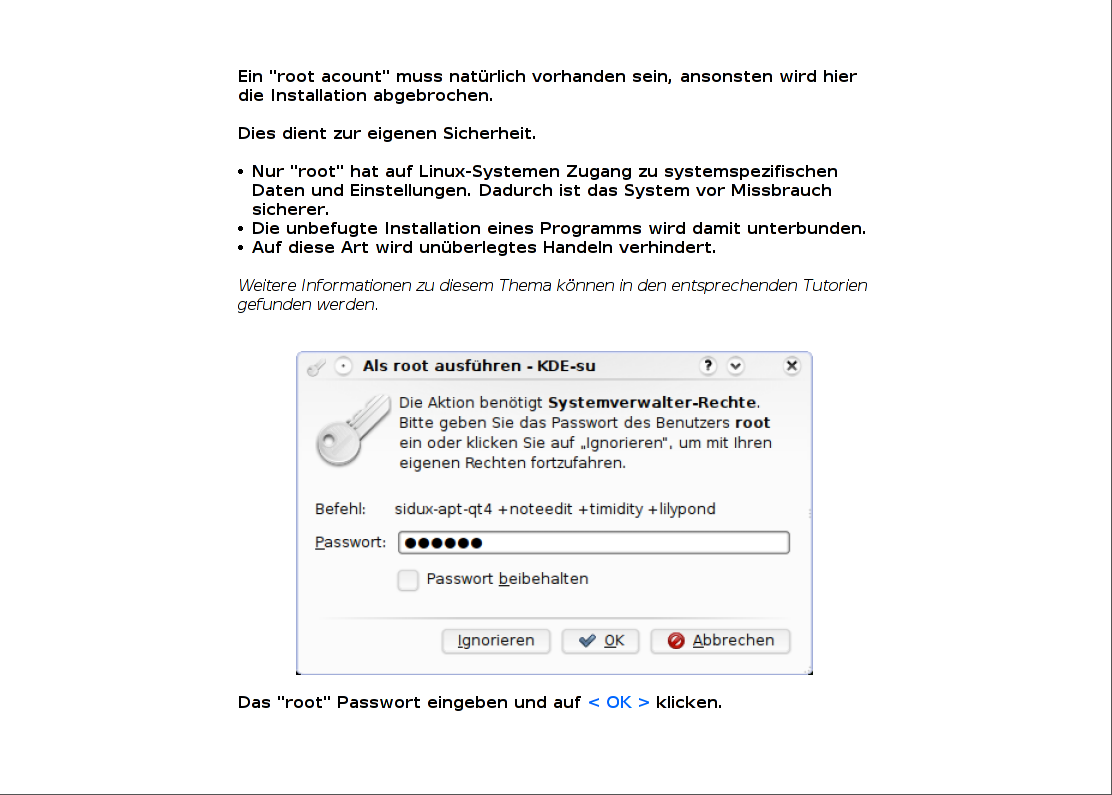 Ein "root acount" muss natürlich vorhanden sein, ansonsten wird hier
die Installation abgebrochen.
Dies dient zur eigenen Sicherheit.
• Nur "root" hat auf Linux-Systemen Zugang zu systemspezifischen
Daten und Einstellungen. Dadurch ist das System vor Missbrauch
sicherer.
• Die unbefugte Installation eines Programms wird damit unterbunden.
• Auf diese Art wird unüberlegtes Handeln verhindert.
Weitere Informationen zu diesem Thema können in den entsprechenden Tutorien
gefunden werden.
Als root ausführen - KDE-su
Die Aktion benötigt Systemverwalter-Rechte.
Bitte geben Sie das Passwort des Benutzers root
ein oder klicken Sie auf „Ignorieren“, um mit Ihren
eigenen Rechten fortzufahren.
Befehl: sidux-apt-qt4 +noteedit +timidity +lilypond
Passwort: ●●●●●●
Passwort beibehalten
Ignorieren OK Abbrechen
Das "root" Passwort eingeben und auf < OK > klicken.